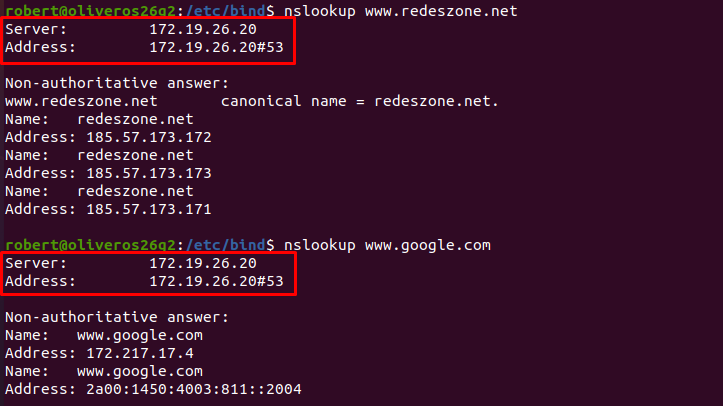 robert@oliveros26g2:/etc/bind$ nslookup www.redeszone.net
Server:         172.19.26.20
Address:        172.19.26.20#53
Non-authoritative answer:
www.redeszone.net       canonical name = redeszone.net.
Name:   redeszone.net
Address: 185.57.173.172
Name:   redeszone.net
Address: 185.57.173.173
Name:   redeszone.net
Address: 185.57.173.171
robert@oliveros26g2:/etc/bind$ nslookup www.google.com
Server:         172.19.26.20
Address:        172.19.26.20#53
Non-authoritative answer:
Name:   www.google.com
Address: 172.217.17.4
Name:   www.google.com
Address: 2a00:1450:4003:811::2004